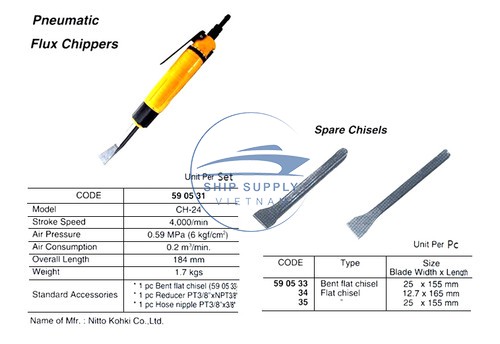 Pneumatic
Flux Chippers
Spare Chisels
SHIP SUPPLY
VIETNAM
Unit Per Set
CODE 59 05 31
Model CH-24
Stroke Speed 4,000/min
Air Pressure 0.59 MPa (6 kgf/cm²)
Air Consumption 0.2 m³/min.
Overall Length 184 mm
Weight 1.7 kgs
Standard Accessories
* 1 pc Bent flat chisel (59 05 33
* 1 pc Reducer PT3/8"xNPT3/8"
* 1 pc Hose nipple PT3/8"x3/8"
Name of Mfr. : Nitto Kohki Co.,Ltd.
Unit Per Pc
CODE Type Size
Blade Width x Length
59 05 33 Bent flat chisel 25 x 155 mm
34 Flat chisel 12.7 x 165 mm
35 " 25 x 155 mm